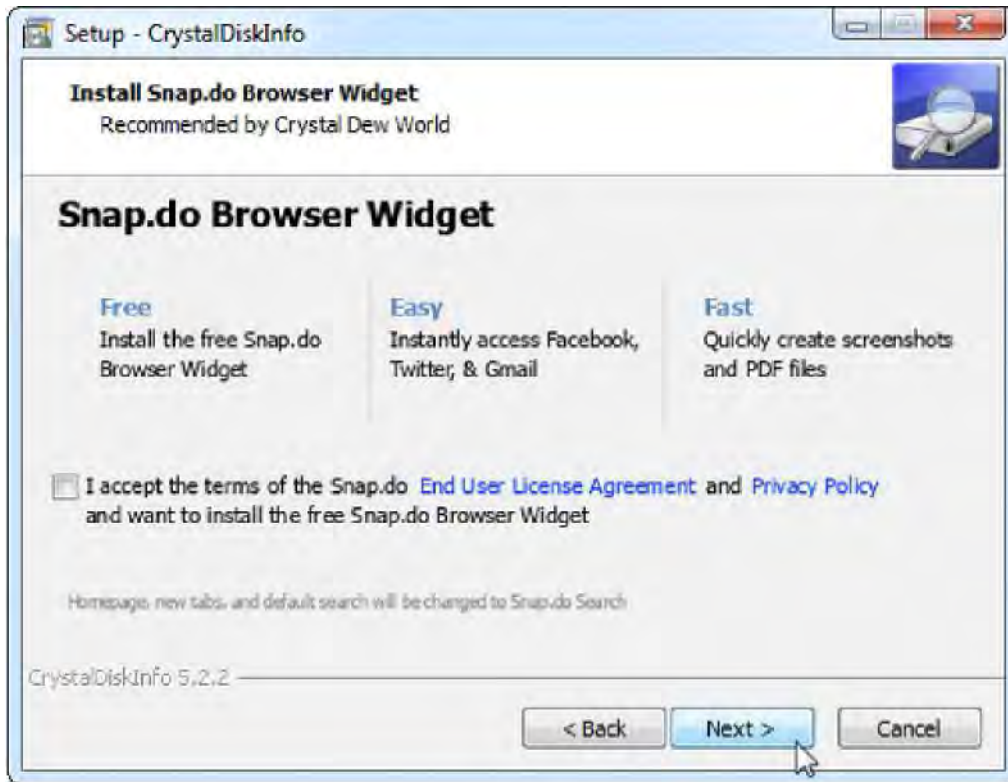 Setup - CrystalDiskInfo
Install Snap.do Browser Widget
Recommended by Crystal Dew World
Snap.do Browser Widget
Free
Install the free Snap.do
Browser Widget
Easy
Instantly access Facebook,
Twitter, & Gmail
Fast
Quickly create screenshots
and PDF files
I accept the terms of the Snap.do End User License Agreement and Privacy Policy
and want to install the free Snap.do Browser Widget
Homepage, new tabs, and default search will be changed to Snap.do Search
CrystalDiskInfo 5.2.2
< Back
Next >
Cancel